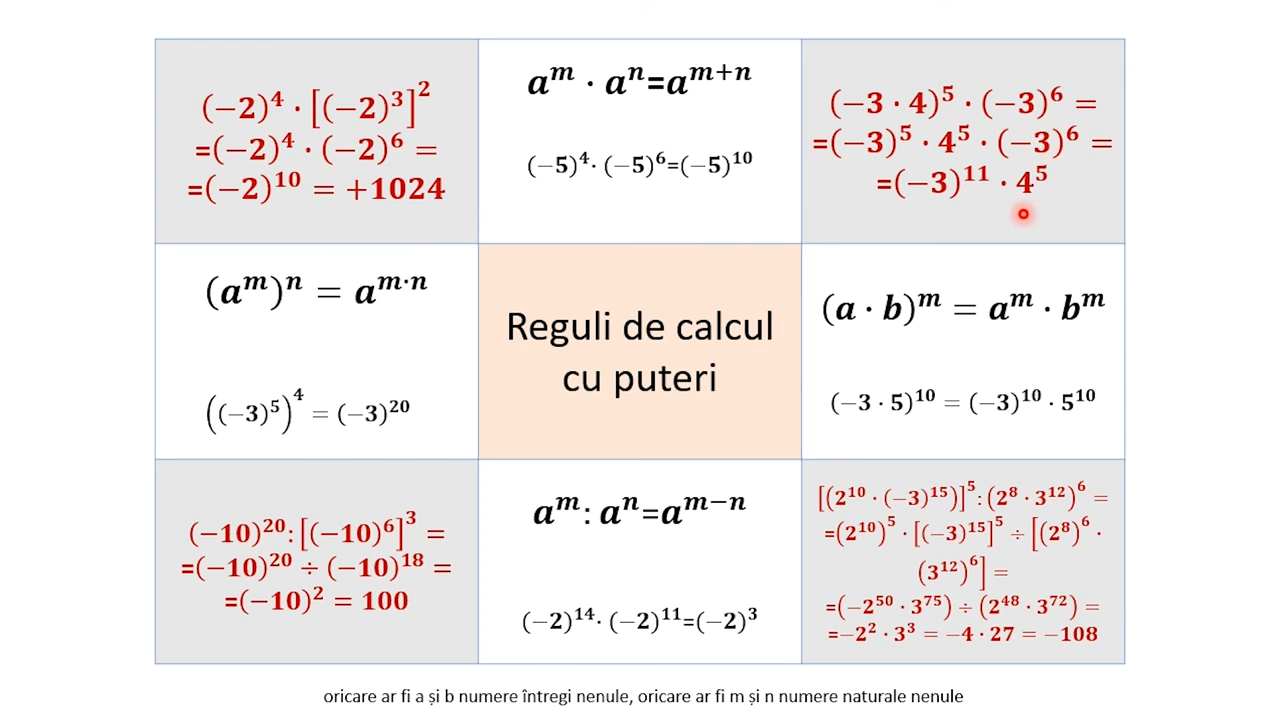 (−2)⁴ · [(−2)³]²
=(−2)⁴ · (−2)⁶ =
=(−2)¹⁰ = +1024
aᵐ · aⁿ=aᵐ⁺ⁿ
(−5)⁴· (−5)⁶=(−5)¹⁰
(−3 · 4)⁵ · (−3)⁶ =
=(−3)⁵ · 4⁵ · (−3)⁶ =
=(−3)¹¹ · 4⁵
(aᵐ)ⁿ = aᵐ˙ⁿ
((−3)⁵)⁴ = (−3)²⁰
Reguli de calcul
cu puteri
(a · b)ᵐ = aᵐ · bᵐ
(−3 · 5)¹⁰ = (−3)¹⁰ · 5¹⁰
(−10)²⁰: [(−10)⁶]³ =
=(−10)²⁰ ÷ (−10)¹⁸ =
=(−10)² = 100
aᵐ: aⁿ=aᵐ⁻ⁿ
(−2)¹⁴· (−2)¹¹=(−2)³
[(2¹⁰ · (−3)¹⁵)]⁵: (2⁸ · 3¹²)⁶ =
=(2¹⁰)⁵ · [(−3)¹⁵]⁵ ÷ [(2⁸)⁶ ·
(3¹²)⁶] =
=(−2⁵⁰ · 3⁷⁵) ÷ (2⁴⁸ · 3⁷²) =
=−2² · 3³ = −4 · 27 = −108
oricare ar fi a și b numere întregi nenule, oricare ar fi m și n numere naturale nenule